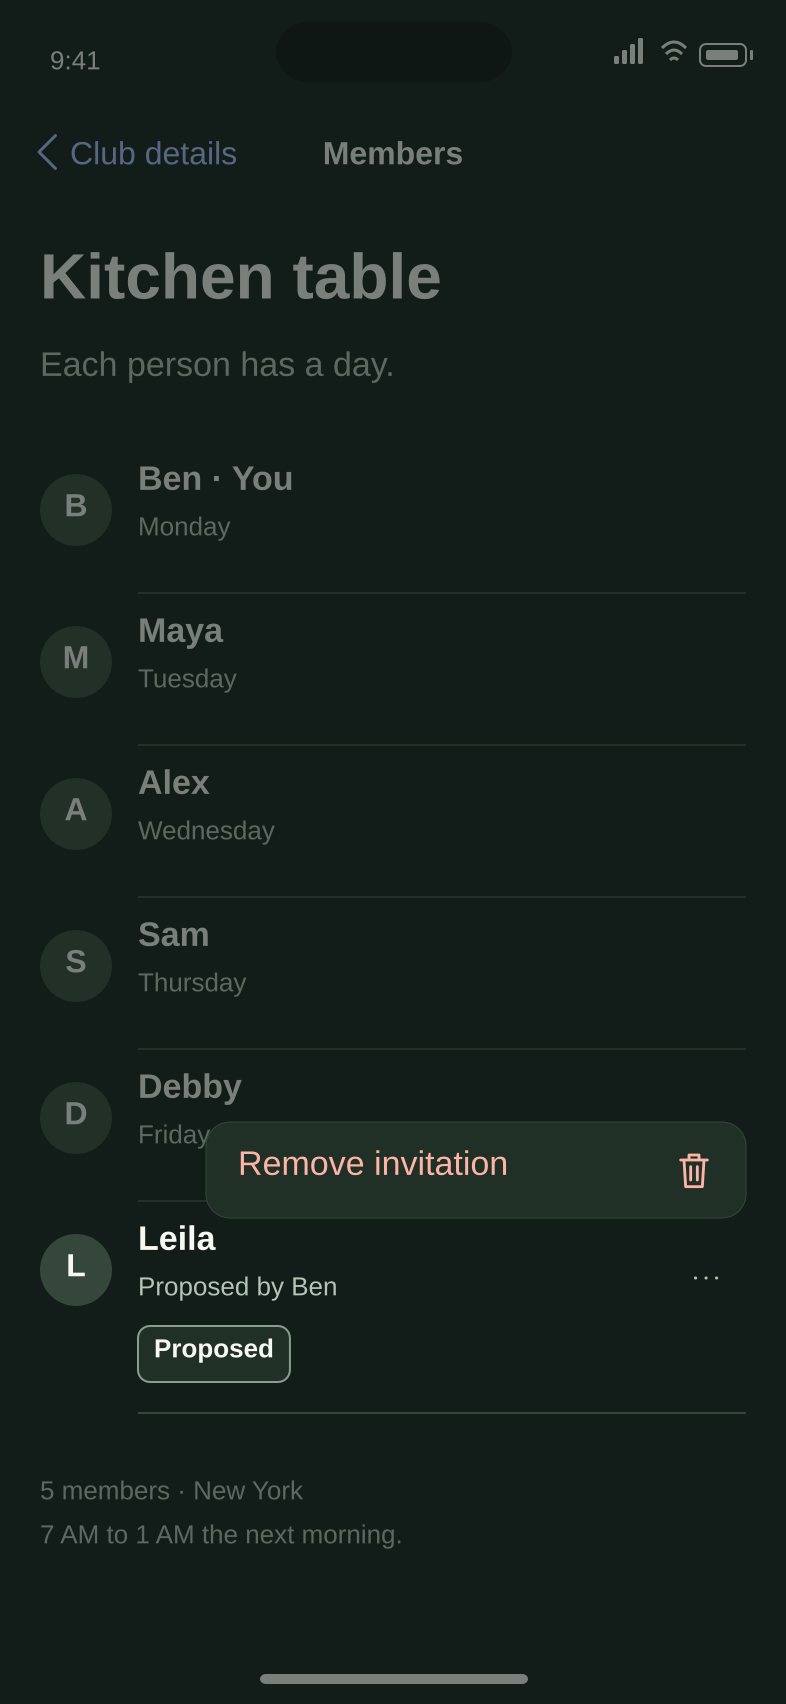 9:41
Club details
Members
Kitchen table
Each person has a day.
B
Ben · You
Monday
M
Maya
Tuesday
A
Alex
Wednesday
S
Sam
Thursday
D
Debby
Friday
Remove invitation
L
Leila
Proposed by Ben
...
Proposed
5 members · New York
7 AM to 1 AM the next morning.